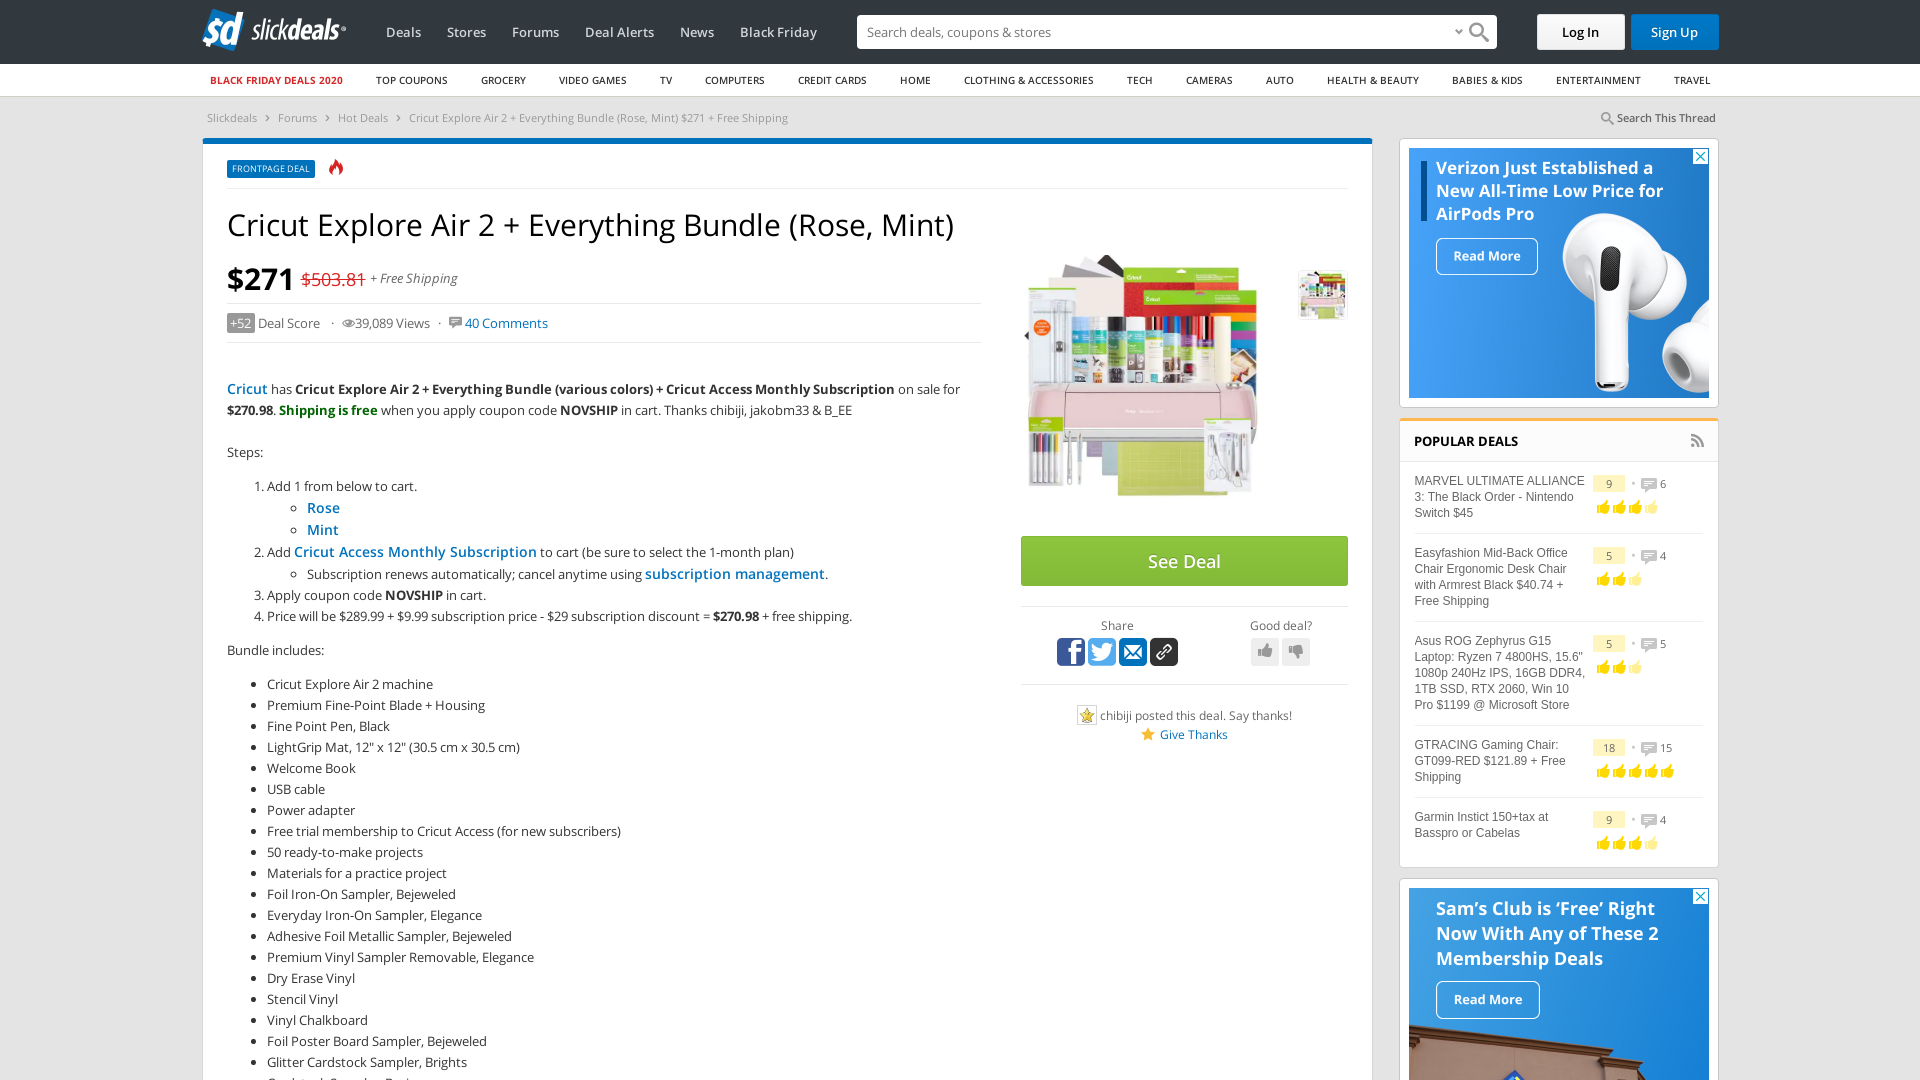 sd slickdeals
Deals Stores Forums Deal Alerts News Black Friday
Search deals, coupons & shopping
Log In Sign Up
BLACK FRIDAY DEALS 2020 TOP COUPONS GROCERY VIDEO GAMES TV COMPUTERS CREDIT CARDS HOME CLOTHING & ACCESSORIES TECH CAMERAS AUTO HEALTH & BEAUTY BABIES & KIDS ENTERTAINMENT TRAVEL
Slickdeals › Forums › Hot Deals › Cricut Explore Air 2 + Everything Bundle (Rose, Mint) $271 + Free Shipping
Search This Thread
FRONTPAGE DEAL
Cricut Explore Air 2 + Everything Bundle (Rose, Mint)
$271 $503.81 + Free Shipping
+52 Deal Score · 39,089 Views · 40 Comments
Cricut has Cricut Explore Air 2 + Everything Bundle (various colors) + Cricut Access Monthly Subscription on sale for
$270.98. Shipping is free when you apply coupon code NOVSHIP in cart. Thanks chibiji, jakobm33 & B_EE
Steps:
1. Add 1 from below to cart.
Rose
Mint
2. Add Cricut Access Monthly Subscription to cart (be sure to select the 1-month plan)
Subscription renews automatically; cancel anytime using subscription management.
3. Apply coupon code NOVSHIP in cart.
4. Price will be $289.99 + $9.99 subscription price - $29 subscription discount = $270.98 + free shipping.
Bundle includes:
Cricut Explore Air 2 machine
Premium Fine-Point Blade + Housing
Fine Point Pen, Black
LightGrip Mat, 12" x 12" (30.5 cm x 30.5 cm)
Welcome Book
USB cable
Power adapter
Free trial membership to Cricut Access (for new subscribers)
50 ready-to-make projects
Materials for a practice project
Foil Iron-On Sampler, Bejeweled
Everyday Iron-On Sampler, Elegance
Adhesive Foil Metallic Sampler, Bejeweled
Premium Vinyl Sampler Removable, Elegance
Dry Erase Vinyl
Stencil Vinyl
Vinyl Chalkboard
Foil Poster Board Sampler, Bejeweled
Glitter Cardstock Sampler, Brights
See Deal
Share Good deal?
chibiji posted this deal. Say thanks!
Give Thanks
Verizon Just Established a
New All-Time Low Price for
AirPods Pro
Read More
POPULAR DEALS
MARVEL ULTIMATE ALLIANCE
3: The Black Order - Nintendo
Switch $45
9 • 6
Easyfashion Mid-Back Office
Chair Ergonomic Desk Chair
with Armrest Black $40.74 +
Free Shipping
5 • 4
Asus ROG Zephyrus G15
Laptop: Ryzen 7 4800HS, 15.6"
1080p 240Hz IPS, 16GB DDR4,
1TB SSD, RTX 2060, Win 10
Pro $1199 @ Microsoft Store
5 • 5
GTRACING Gaming Chair:
GT099-RED $121.89 + Free
Shipping
18 • 15
Garmin Instict 150+tax at
Basspro or Cabelas
9 • 4
Sam's Club is 'Free' Right
Now With Any of These 2
Membership Deals
Read More